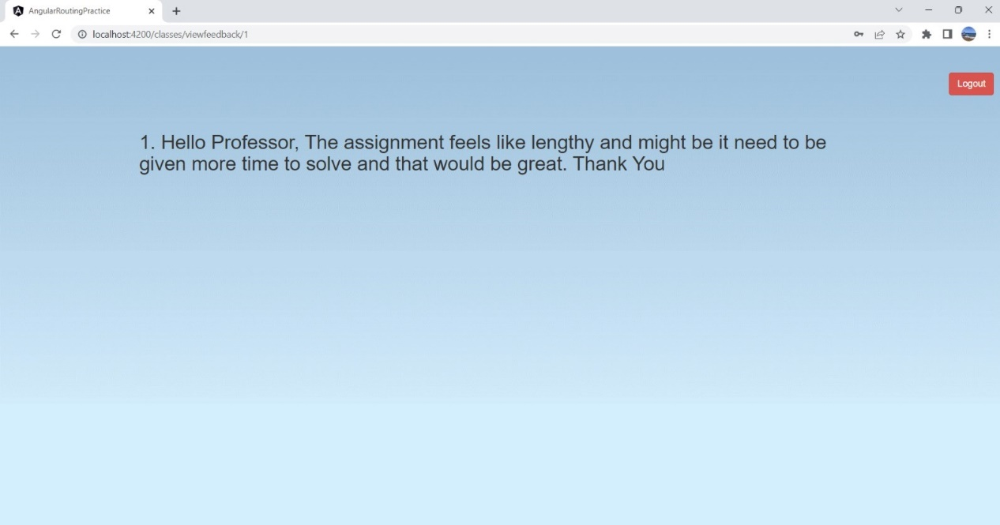 AngularRoutingPractice
localhost:4200/classes/viewfeedback/1
Logout
1. Hello Professor, The assignment feels like lengthy and might be it need to be
given more time to solve and that would be great. Thank You